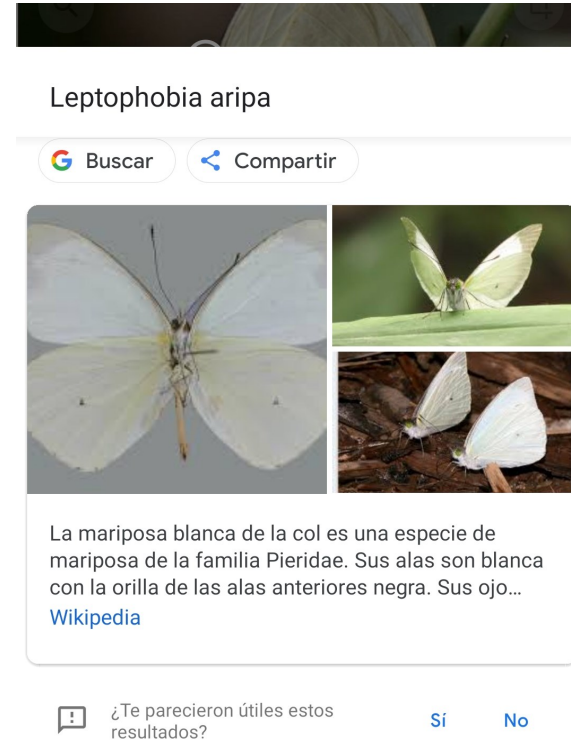 Leptophobia aripa
Buscar
Compartir
La mariposa blanca de la col es una especie de
mariposa de la familia Pieridae. Sus alas son blanca
con la orilla de las alas anteriores negra. Sus ojo...
Wikipedia
¿Te parecieron útiles estos
resultados?
Sí
No